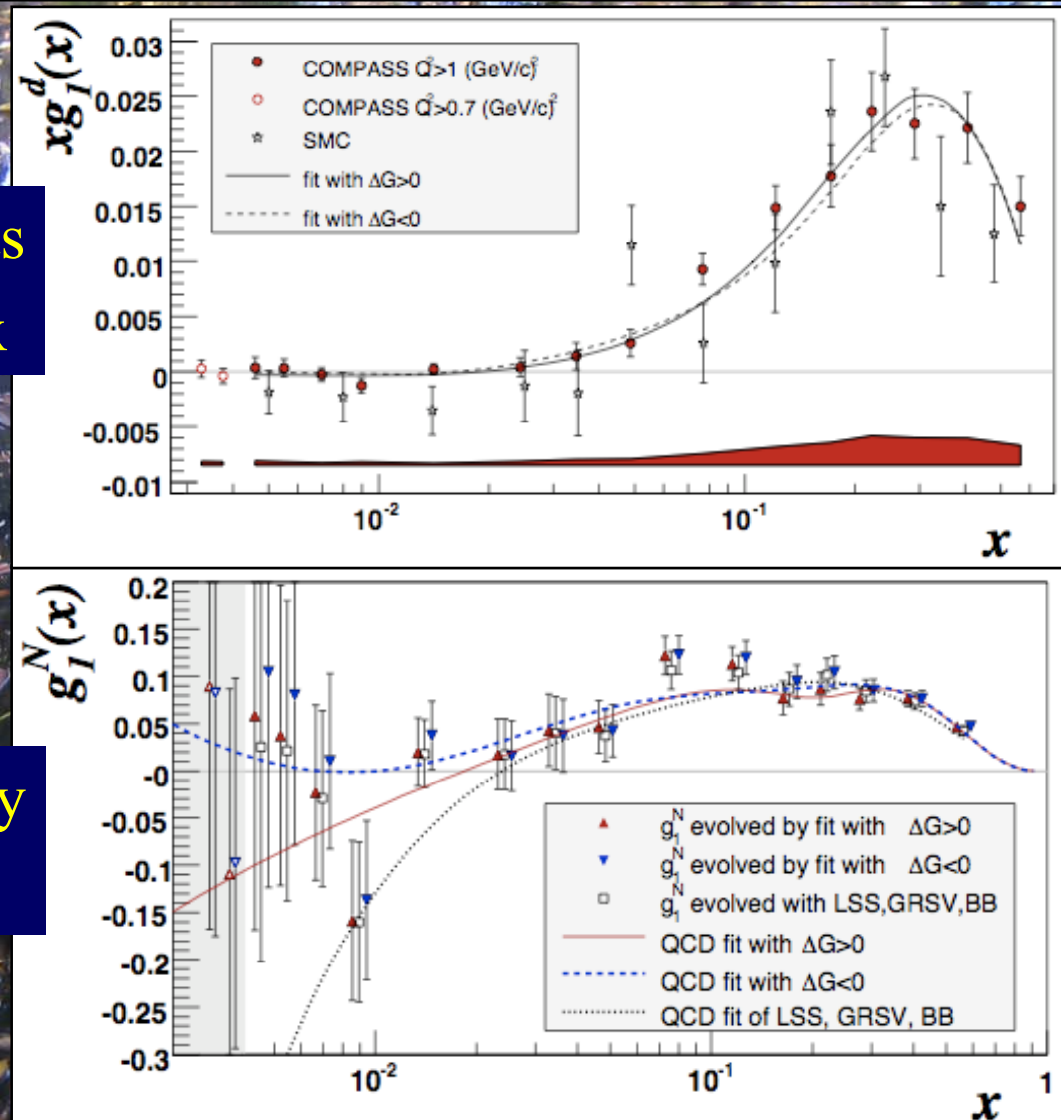 xg₁ᵈ(x)
0.03
0.025
0.02
0.015
0.01
0.005
0
-0.005
-0.01
COMPASS Q²>1 (GeV/c)²
COMPASS Q²>0.7 (GeV/c)²
SMC
fit with ΔG>0
fit with ΔG<0
10⁻² 10⁻¹
x
s
k
g₁ᴺ(x)
0.2
0.15
0.1
0.05
-0
-0.05
-0.1
-0.15
-0.2
-0.25
-0.3
g₁ᴺ evolved by fit with ΔG>0
g₁ᴺ evolved by fit with ΔG<0
g₁ᴺ evolved with LSS,GRSV,BB
QCD fit with ΔG>0
QCD fit with ΔG<0
QCD fit of LSS, GRSV, BB
10⁻² 10⁻¹ 1
x
y